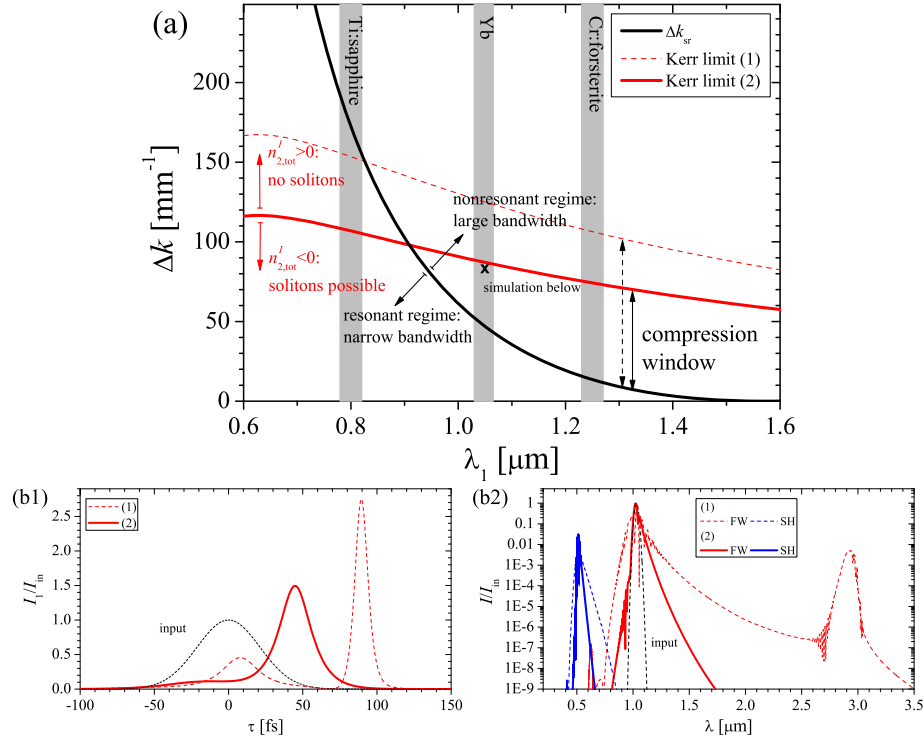 (a)
Ti:sapphire
Yb
Cr:forsterite
Δk_sr
Kerr limit (1)
Kerr limit (2)
200
150
100
50
0
Δk [mm⁻¹]
n^I_2,tot>0:
no solitons
n^I_2,tot<0:
solitons possible
nonresonant regime:
large bandwidth
x
simulation below
resonant regime:
narrow bandwidth
compression
window
0.6 0.8 1.0 1.2 1.4 1.6
λ₁ [μm]
(b1)
(1)
(2)
2.5
2.0
1.5
1.0
0.5
0.0
I₁/I_in
input
-100 -50 0 50 100 150
τ [fs]
(b2)
(1)
FW SH
(2)
FW SH
1
0.1
0.01
1E-3
1E-4
1E-5
1E-6
1E-7
1E-8
1E-9
I/I_in
input
0.5 1.0 1.5 2.0 2.5 3.0 3.5
λ [μm]